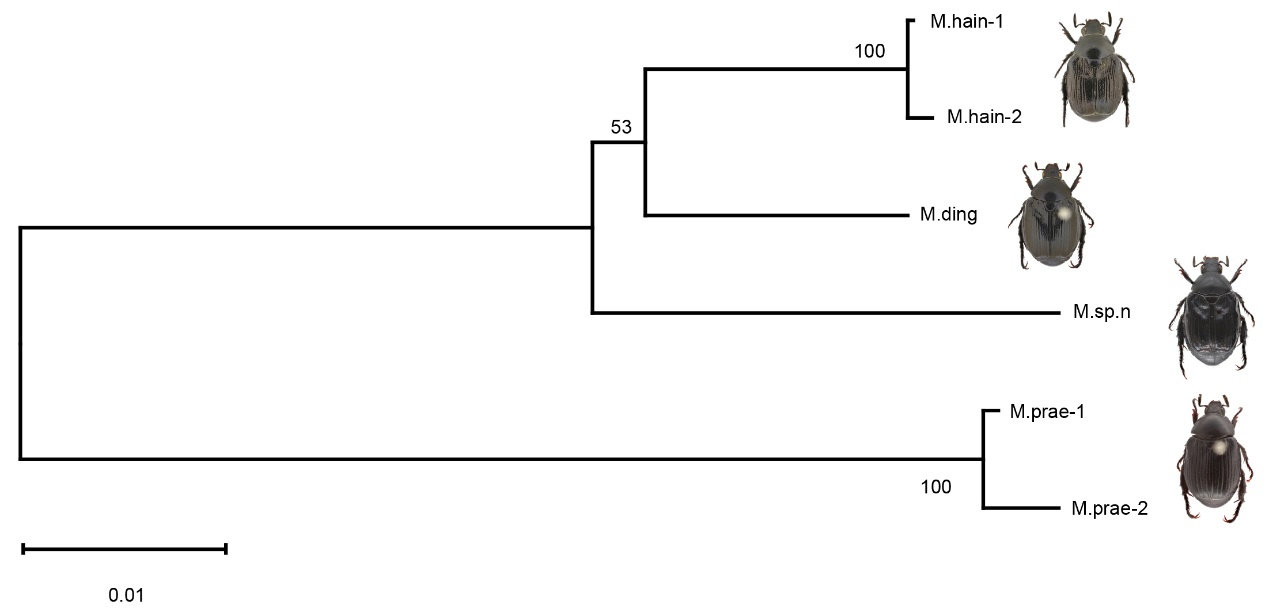 M.hain-1
100
M.hain-2
53
M.ding
M.sp.n
M.prae-1
100
M.prae-2
0.01